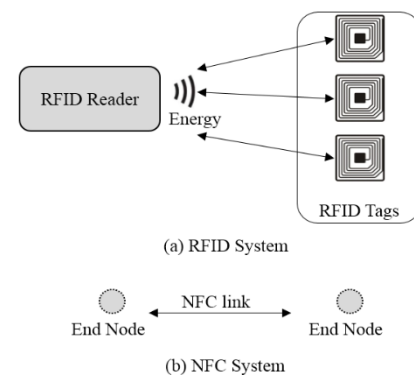 RFID Reader
Energy
RFID Tags
(a) RFID System
NFC link
End Node
End Node
(b) NFC System